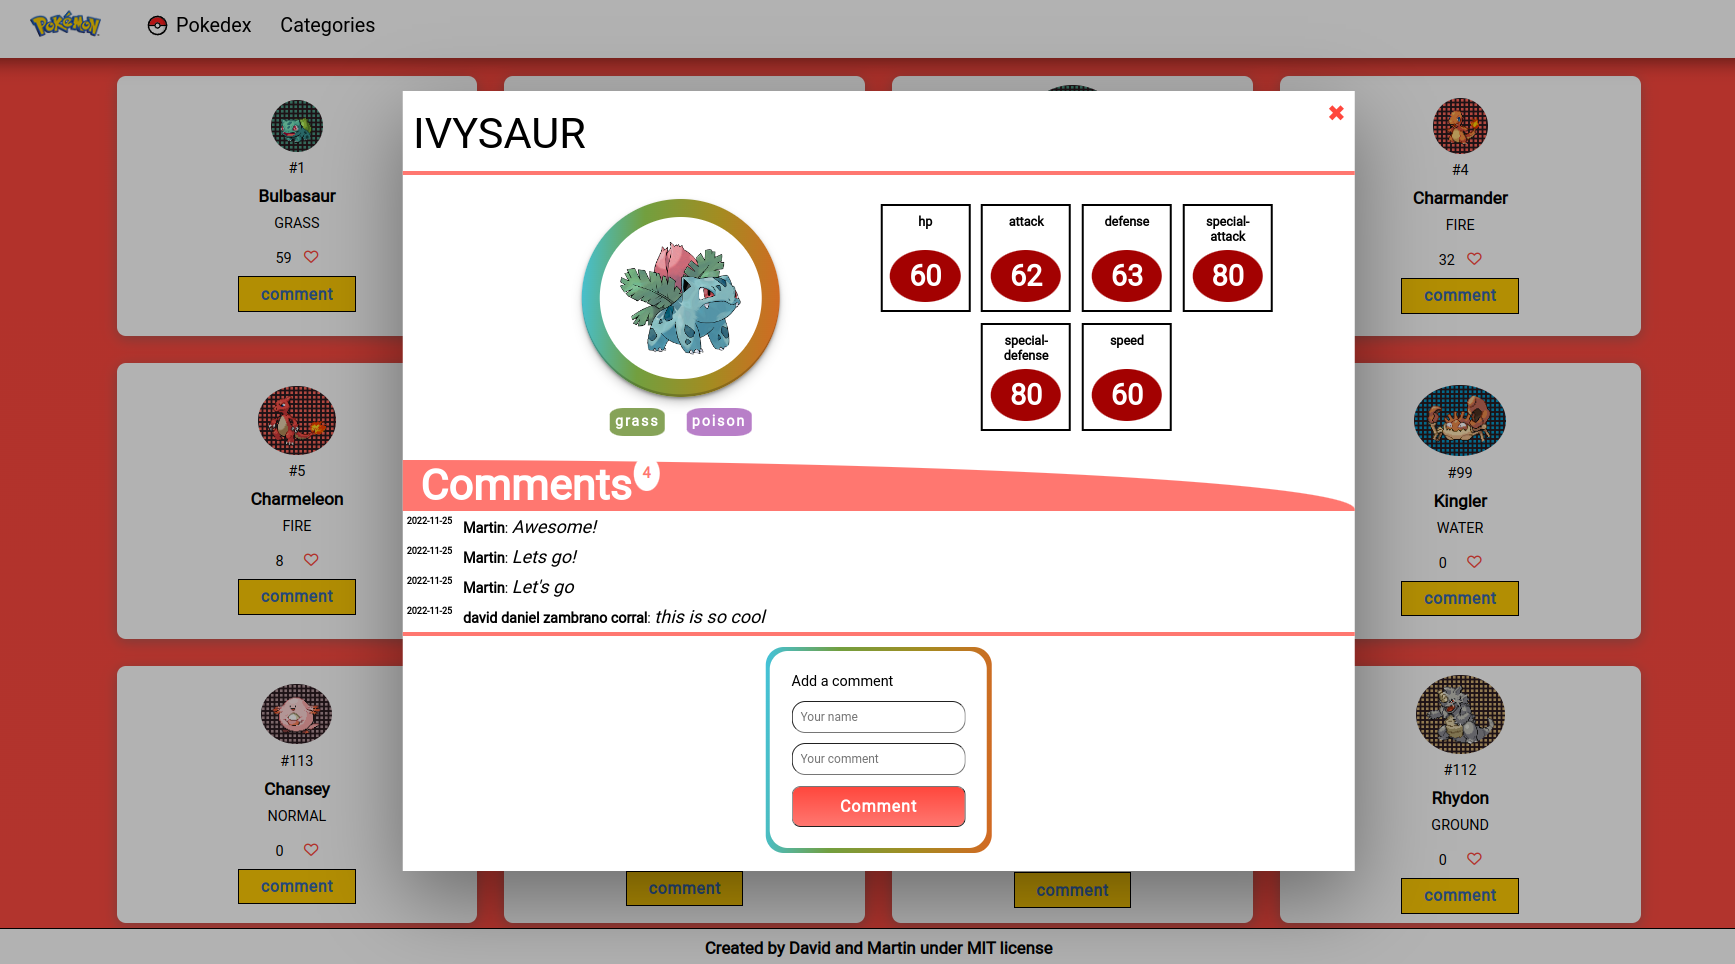 Pokémon
Pokedex
Categories
IVYSAUR
✖
hp
60
attack
62
defense
63
special-
attack
80
special-
defense
80
speed
60
grass
poison
Comments 4
2022-11-25 Martin: Awesome!
2022-11-25 Martin: Lets go!
2022-11-25 Martin: Let's go
2022-11-25 david daniel zambrano corral: this is so cool
Add a comment
Your name
Your comment
Comment
#1
Bulbasaur
GRASS
59
comment
#4
Charmander
FIRE
32
comment
#5
Charmeleon
FIRE
8
comment
#99
Kingler
WATER
0
comment
#113
Chansey
NORMAL
0
comment
comment
comment
#112
Rhydon
GROUND
0
comment
Created by David and Martin under MIT license